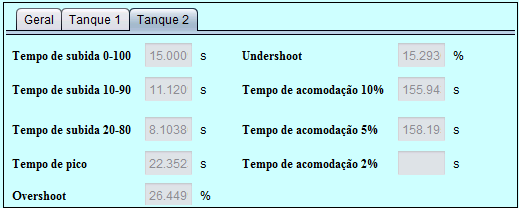 Geral Tanque 1 Tanque 2
Tempo de subida 0-100 15.000 s Undershoot 15.293 %
Tempo de subida 10-90 11.120 s Tempo de acomodação 10% 155.94 s
Tempo de subida 20-80 8.1038 s Tempo de acomodação 5% 158.19 s
Tempo de pico 22.352 s Tempo de acomodação 2% s
Overshoot 26.449 %